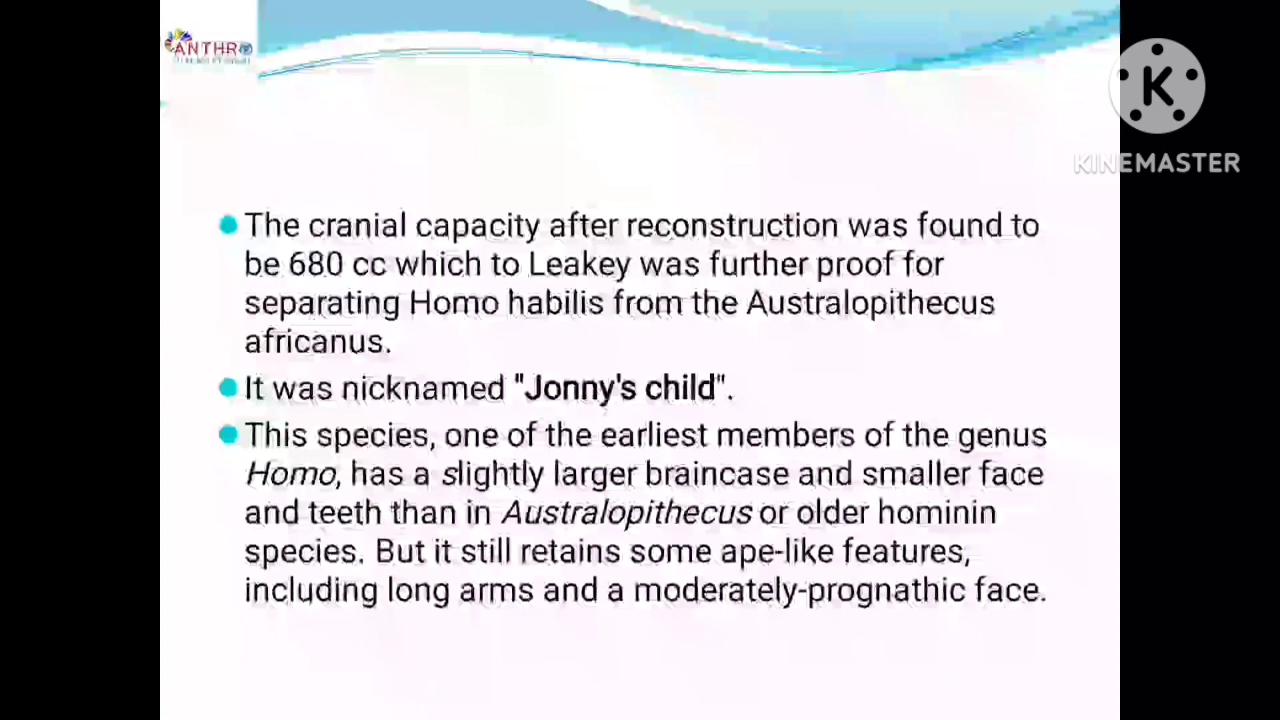 ANTHR
KINEMASTER
The cranial capacity after reconstruction was found to
be 680 cc which to Leakey was further proof for
separating Homo habilis from the Australopithecus
africanus.
It was nicknamed "Jonny's child".
This species, one of the earliest members of the genus
Homo, has a slightly larger braincase and smaller face
and teeth than in Australopithecus or older hominin
species. But it still retains some ape-like features,
including long arms and a moderately-prognathic face.